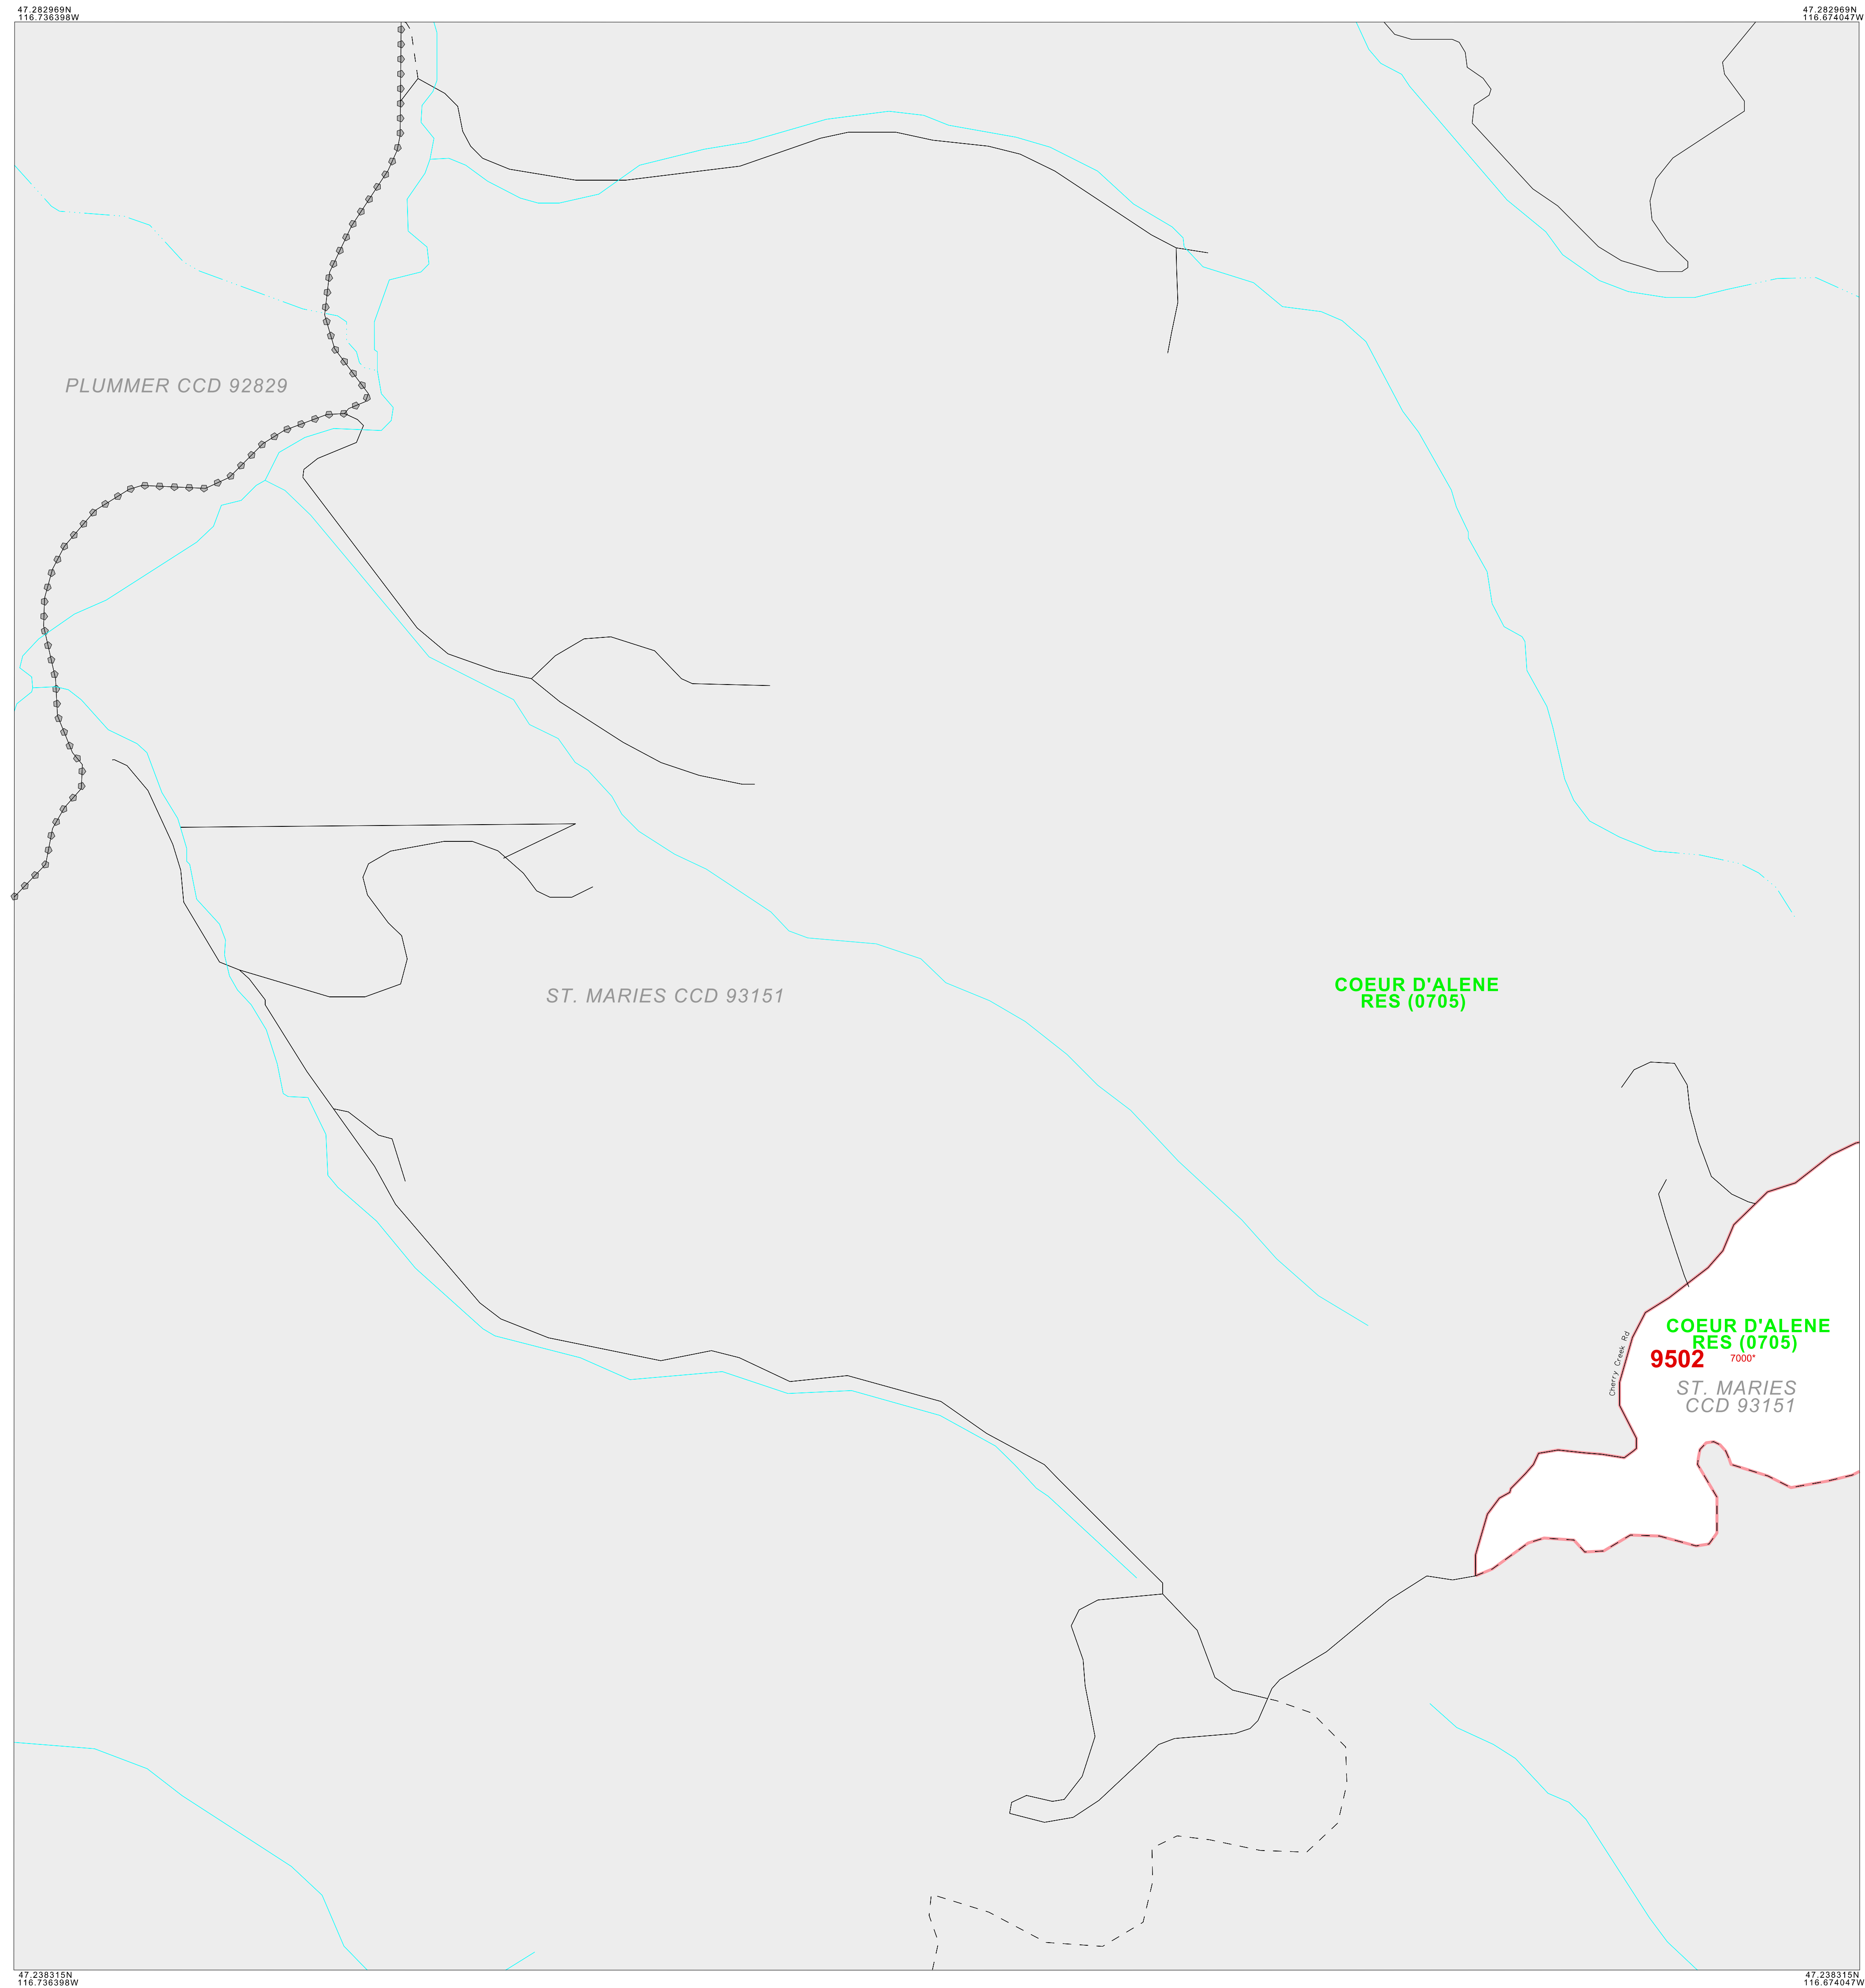 47.282969N
116.736398W
47.282969N
116.674047W
PLUMMER CCD 92829
ST. MARIES CCD 93151
COEUR D'ALENE
RES (0705)
COEUR D'ALENE
RES (0705)
Cherry Creek Rd
9502 7000*
ST. MARIES
CCD 93151
47.238315N
116.736398W
47.238315N
116.674047W